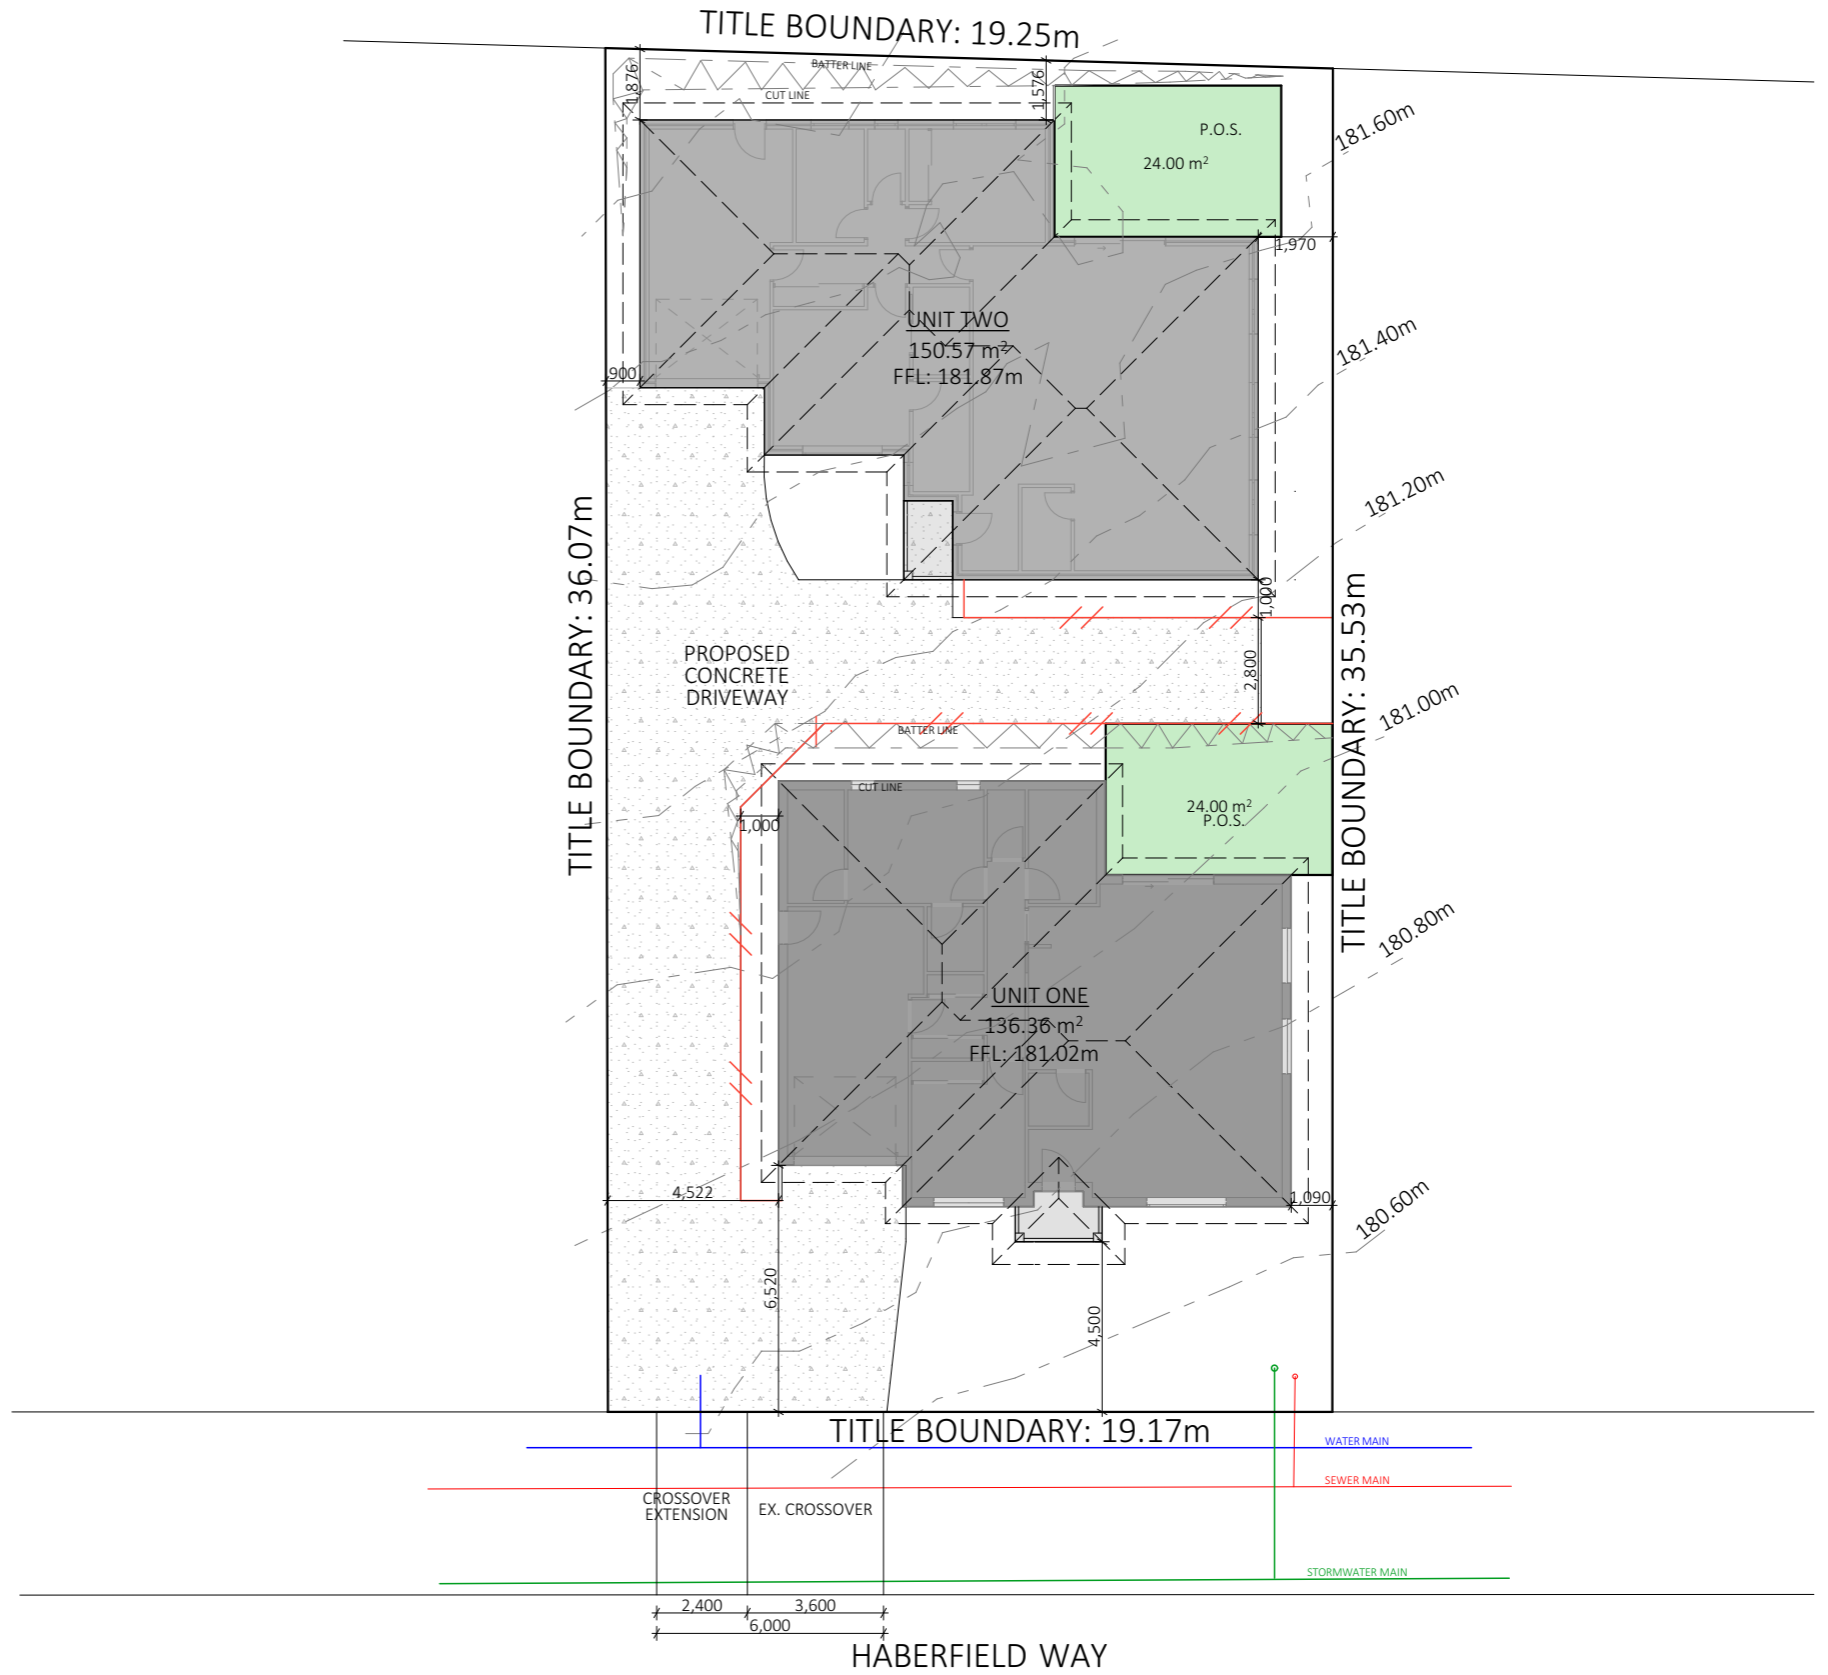 TITLE BOUNDARY: 19.25m
BATTER LINE
1,876
1,576
CUT LINE
P.O.S.
24.00 m²
181.60m
1,970
UNIT TWO
150.57 m²
FFL: 181.87m
900
181.40m
181.20m
TITLE BOUNDARY: 36.07m
1,000
TITLE BOUNDARY: 35.53m
PROPOSED
CONCRETE
DRIVEWAY
2,800
181.00m
BATTER LINE
CUT LINE
24.00 m²
P.O.S.
1,000
180.80m
UNIT ONE
136.36 m²
FFL: 181.02m
4,522
1,090
180.60m
6,520
4,500
TITLE BOUNDARY: 19.17m
WATER MAIN
SEWER MAIN
CROSSOVER
EXTENSION
EX. CROSSOVER
STORMWATER MAIN
2,400
3,600
6,000
HABERFIELD WAY